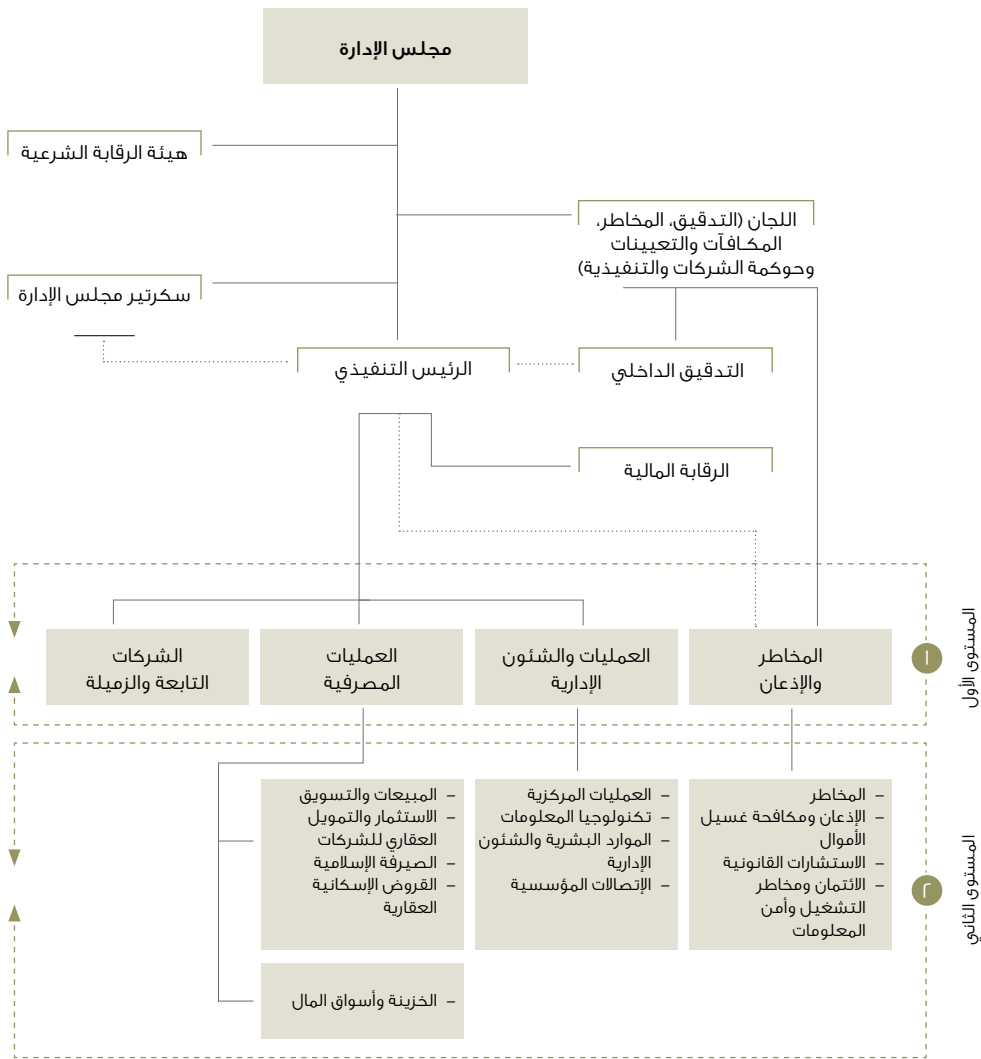 مجلس الإدارة
هيئة الرقابة الشرعية
اللجان (التدقيق، المخاطر،
المكافآت والتعيينات
وحوكمة الشركات والتنفيذية)
سكرتير مجلس الإدارة
الرئيس التنفيذي
التدقيق الداخلي
الرقابة المالية
المستوى الأول
١
المخاطر
والإذعان
العمليات والشئون
الإدارية
العمليات
المصرفية
الشركات
التابعة والزميلة
المستوى الثاني
٢
– المخاطر
– الإذعان ومكافحة غسيل
الأموال
– الاستشارات القانونية
– الائتمان ومخاطر
التشغيل وأمن
المعلومات
– العمليات المركزية
– تكنولوجيا المعلومات
– الموارد البشرية والشئون
الإدارية
– الإتصالات المؤسسية
– المبيعات والتسويق
– الاستثمار والتمويل
العقاري للشركات
– الصيرفة الإسلامية
– القروض الإسكانية
العقارية
– الخزينة وأسواق المال